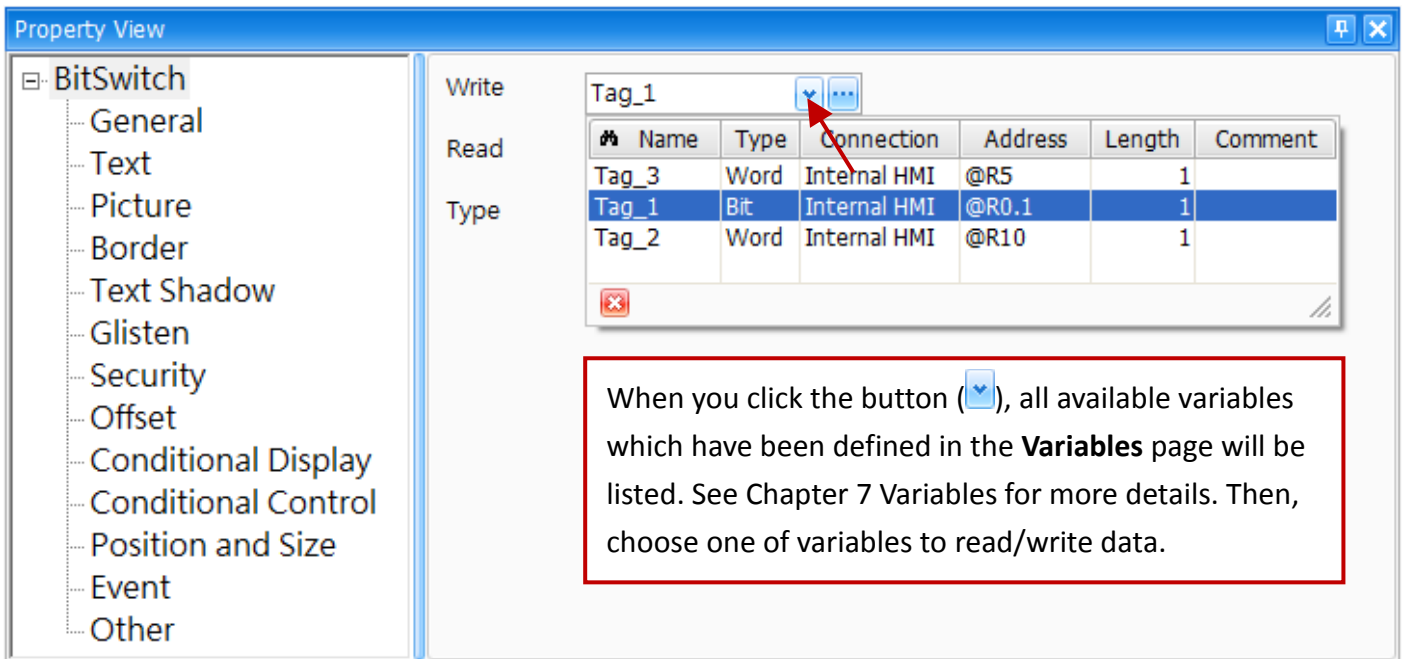 Property View
BitSwitch
General
Text
Picture
Border
Text Shadow
Glisten
Security
Offset
Conditional Display
Conditional Control
Position and Size
Event
Other
Write Tag_1
Read
Type
Name Type Connection Address Length Comment
Tag_3 Word Internal HMI @R5 1
Tag_1 Bit Internal HMI @R0.1 1
Tag_2 Word Internal HMI @R10 1
When you click the button ( ), all available variables
which have been defined in the Variables page will be
listed. See Chapter 7 Variables for more details. Then,
choose one of variables to read/write data.